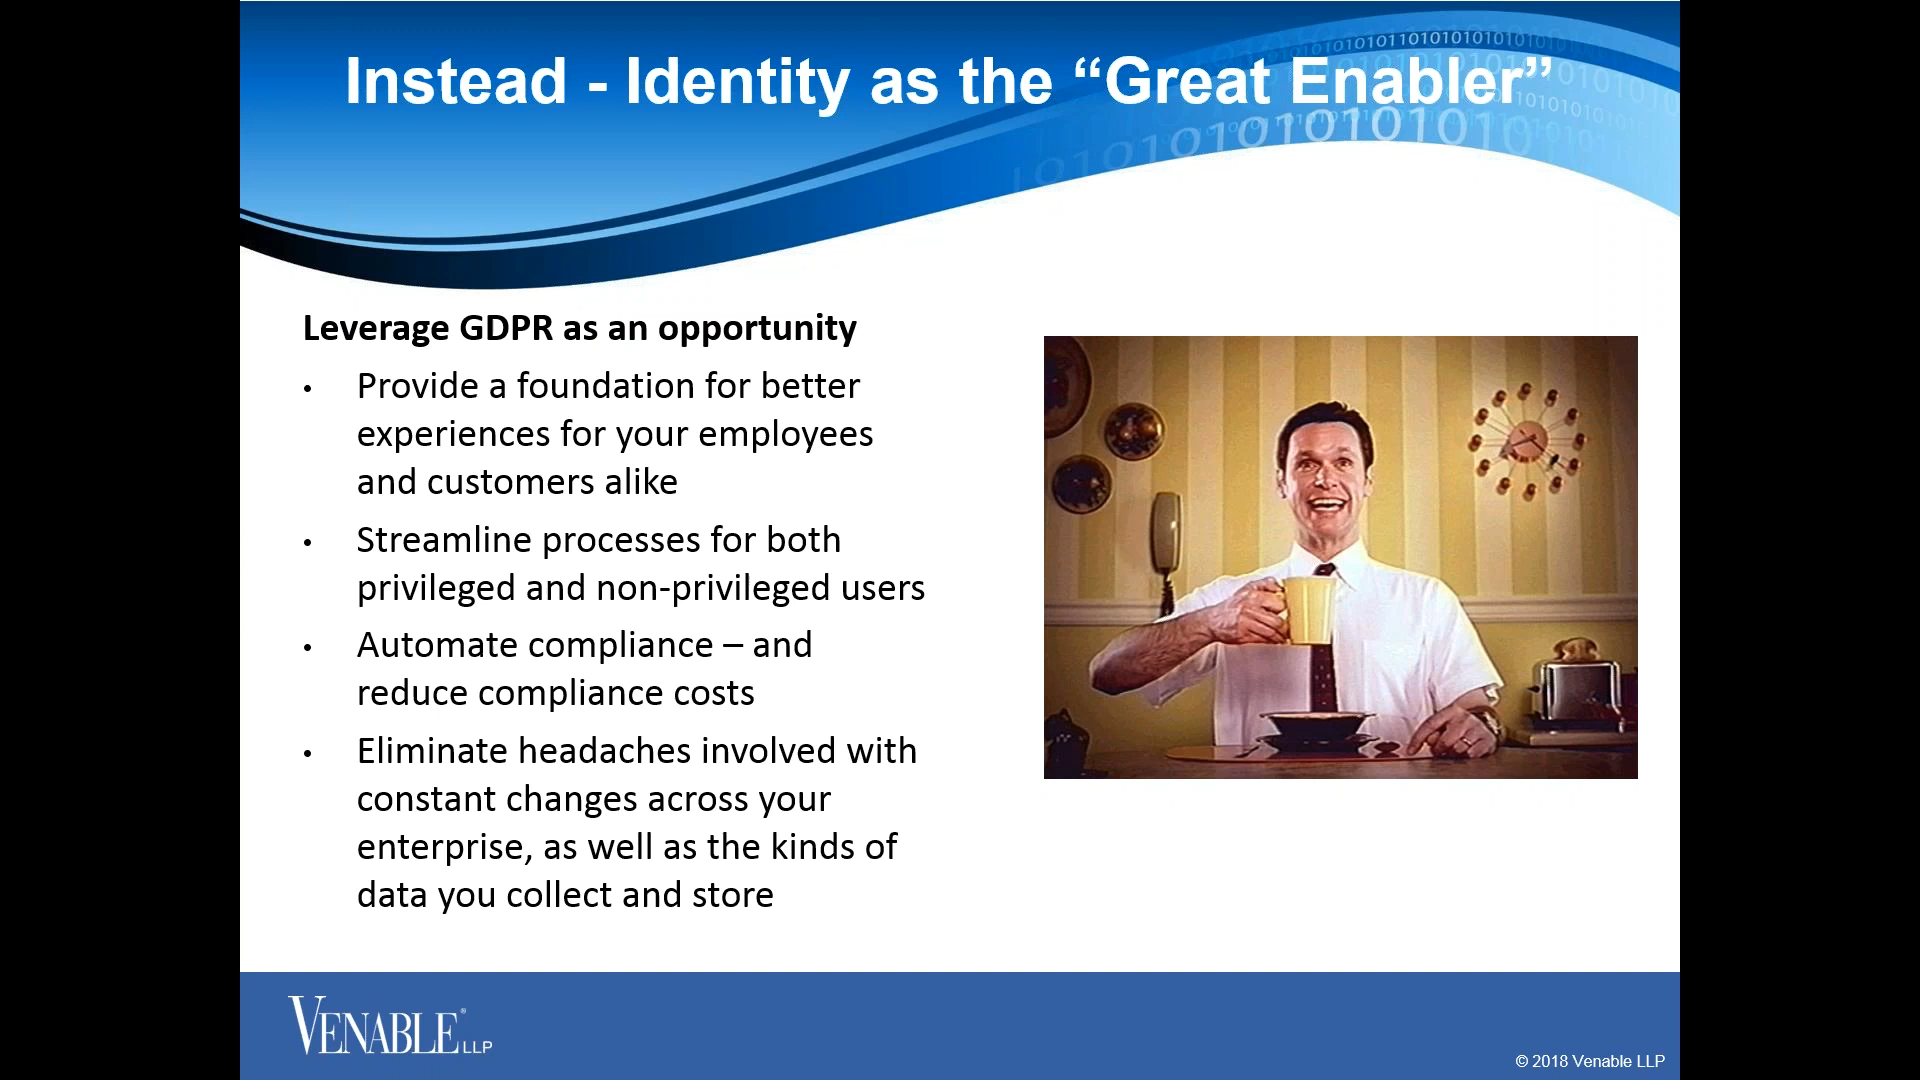 Instead - Identity as the “Great Enabler”
Leverage GDPR as an opportunity
• Provide a foundation for better
experiences for your employees
and customers alike
• Streamline processes for both
privileged and non-privileged users
• Automate compliance – and
reduce compliance costs
• Eliminate headaches involved with
constant changes across your
enterprise, as well as the kinds of
data you collect and store
VENABLE® LLP
© 2018 Venable LLP